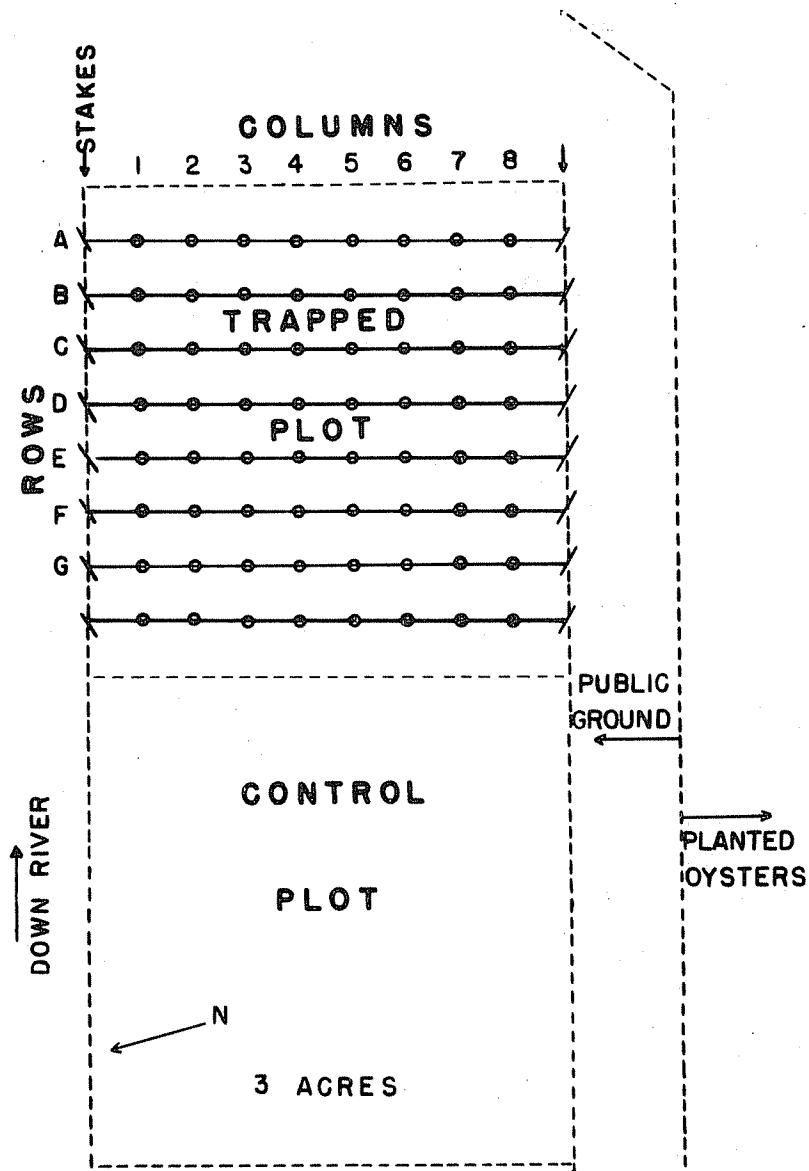 STAKES
COLUMNS
1 2 3 4 5 6 7 8
A
B
TRAPPED
C
ROWS
D
PLOT
E
F
G
PUBLIC
GROUND
CONTROL
DOWN RIVER
PLANTED
OYSTERS
PLOT
N
3 ACRES